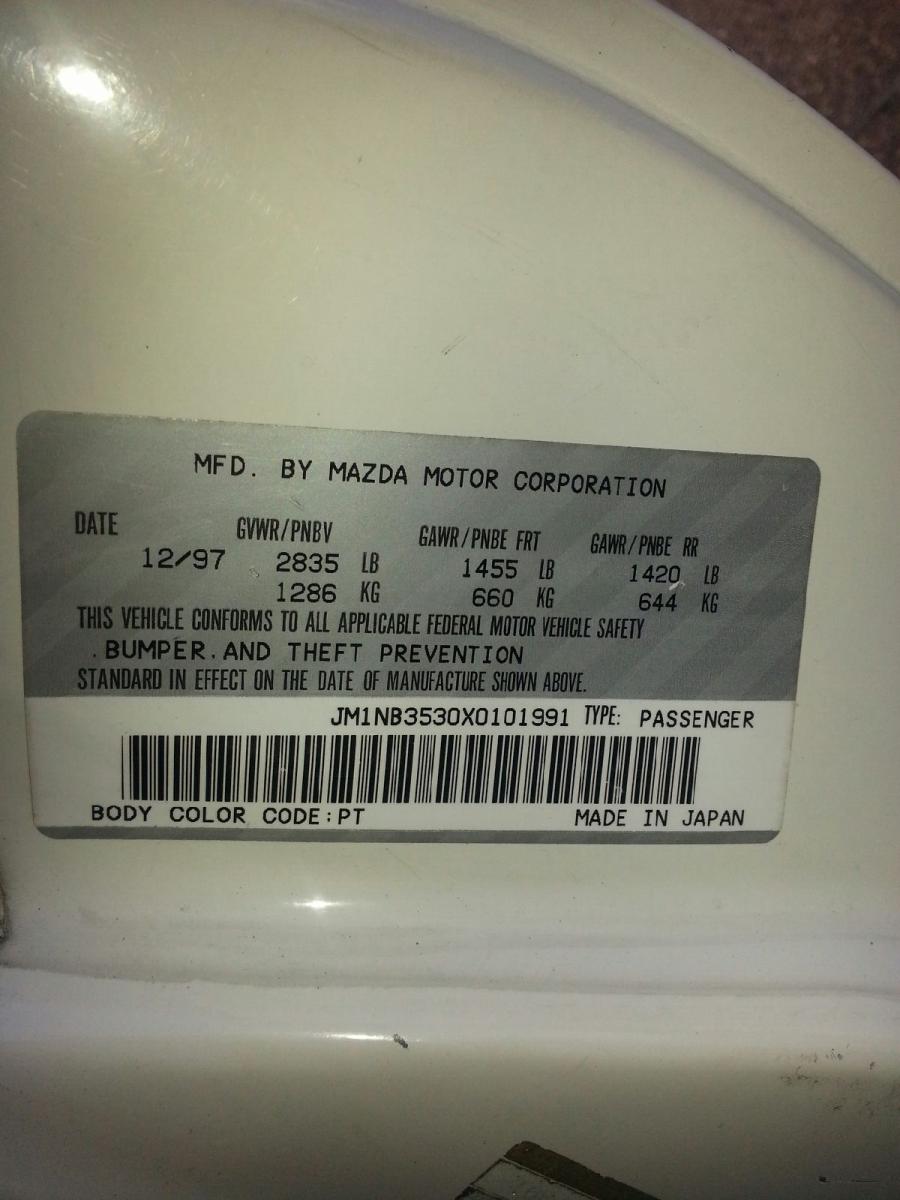 MFD. BY MAZDA MOTOR CORPORATION
DATE GVWR/PNBV GAWR/PNBE FRT GAWR/PNBE RR
12/97 2835 LB 1455 LB 1420 LB
1286 KG 660 KG 644 KG
THIS VEHICLE CONFORMS TO ALL APPLICABLE FEDERAL MOTOR VEHICLE SAFETY
. BUMPER. AND THEFT PREVENTION
STANDARD IN EFFECT ON THE DATE OF MANUFACTURE SHOWN ABOVE.
JM1NB3530X0101991 TYPE: PASSENGER
BODY COLOR CODE:PT MADE IN JAPAN